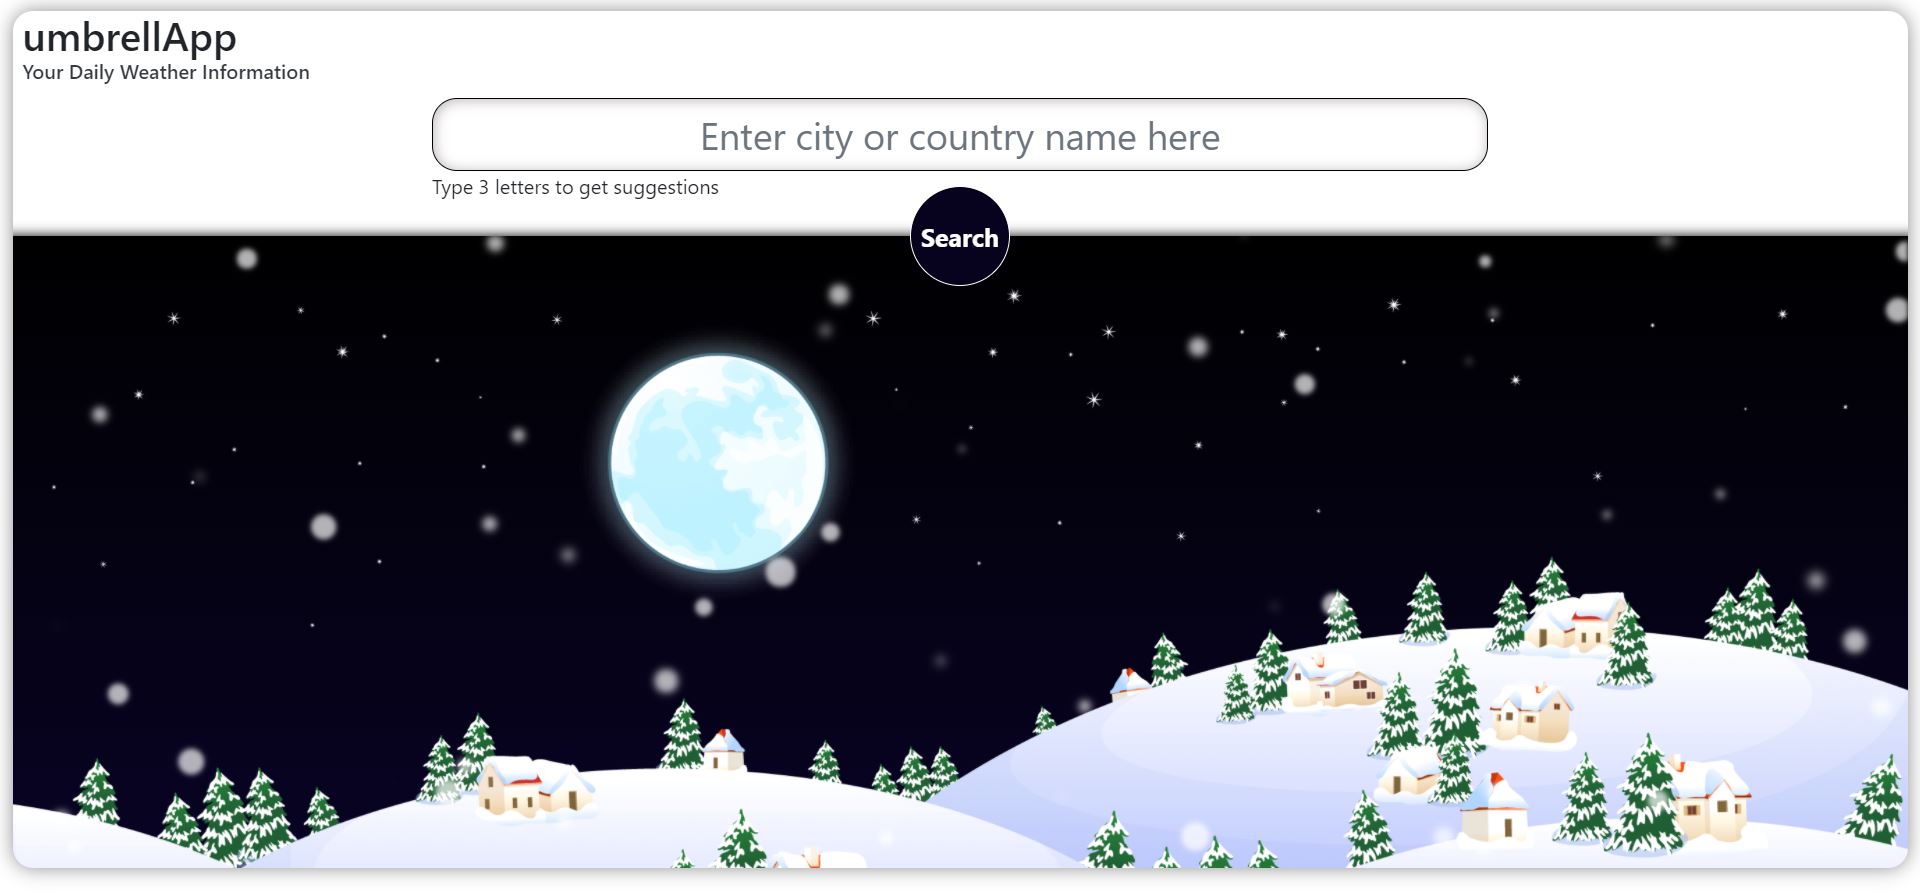 umbrellApp
Your Daily Weather Information
Enter city or country name here
Type 3 letters to get suggestions
Search